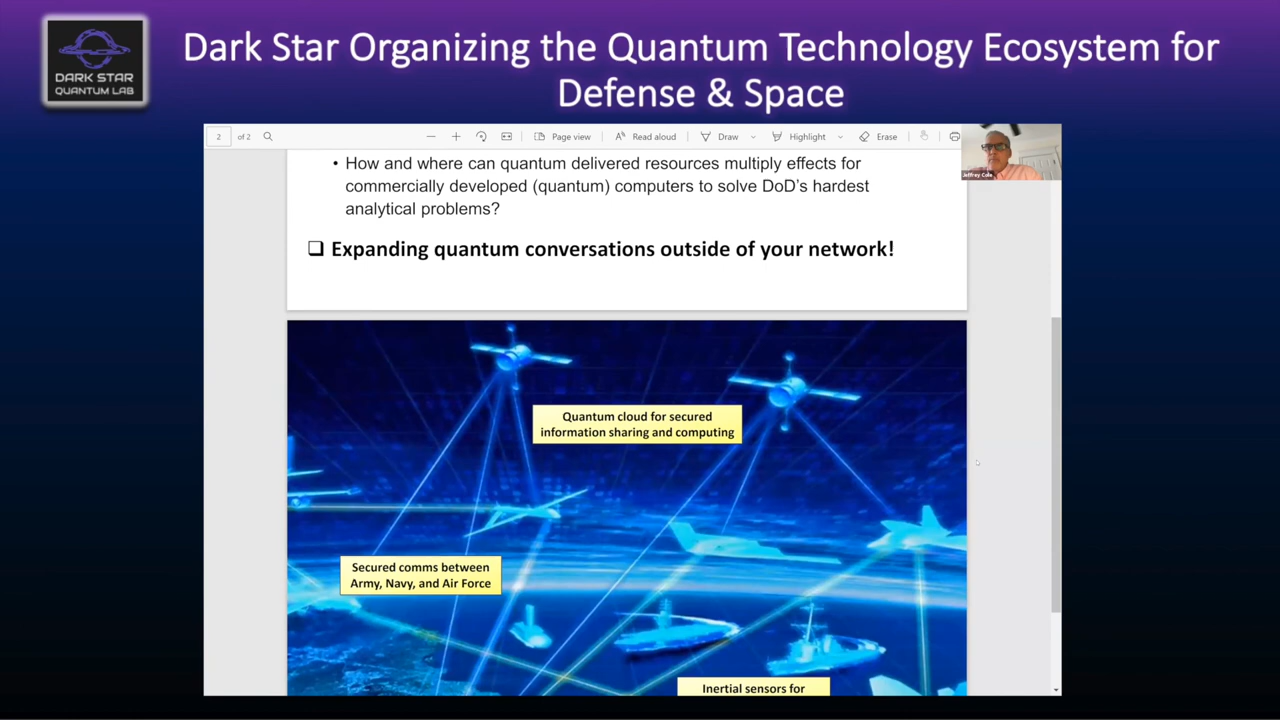 Dark Star Organizing the Quantum Technology Ecosystem for
Defense & Space
DARK STAR
QUANTUM LAB
2 of 2
Page view
Read aloud
Draw
Highlight
Erase
Jeffrey Cole
• How and where can quantum delivered resources multiply effects for
commercially developed (quantum) computers to solve DoD's hardest
analytical problems?
❑ Expanding quantum conversations outside of your network!
Quantum cloud for secured
information sharing and computing
Secured comms between
Army, Navy, and Air Force
Inertial sensors for